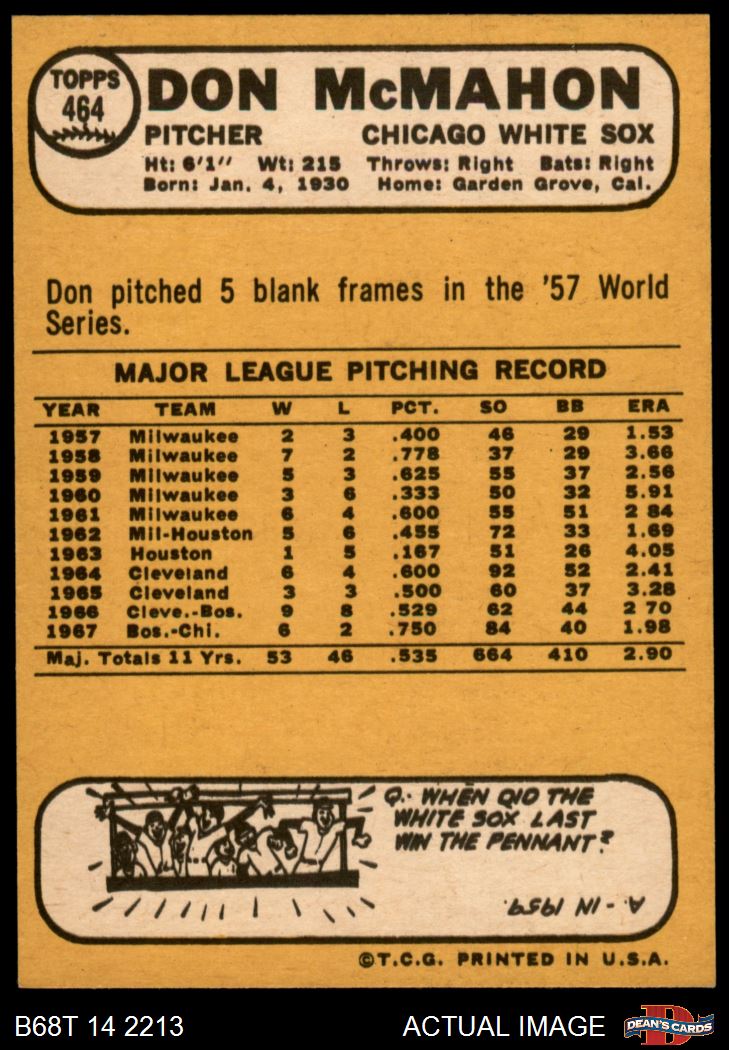 TOPPS
464
DON McMAHON
PITCHER CHICAGO WHITE SOX
Ht: 6'1" Wt: 215 Throws: Right Bats: Right
Born: Jan. 4, 1930 Home: Garden Grove, Cal.
Don pitched 5 blank frames in the '57 World
Series.
MAJOR LEAGUE PITCHING RECORD
YEAR TEAM W L PCT. SO BB ERA
1957 Milwaukee 2 3 .400 46 29 1.53
1958 Milwaukee 7 2 .778 37 29 3.66
1959 Milwaukee 5 3 .625 55 37 2.56
1960 Milwaukee 3 6 .333 50 32 5.91
1961 Milwaukee 6 4 .600 55 51 2 84
1962 Mil-Houston 5 6 .455 72 33 1.69
1963 Houston 1 5 .167 51 26 4.05
1964 Cleveland 6 4 .600 92 52 2.41
1965 Cleveland 3 3 .500 60 37 3.28
1966 Cleve.-Bos. 9 8 .529 62 44 2 70
1967 Bos.-Chi. 6 2 .750 84 40 1.98
Maj. Totals 11 Yrs. 53 46 .535 664 410 2.90
Q.- WHEN DID THE
WHITE SOX LAST
WIN THE PENNANT?
A - IN 1959.
©T.C.G. PRINTED IN U.S.A.
B68T 14 2213 ACTUAL IMAGE D DEAN'S CARDS